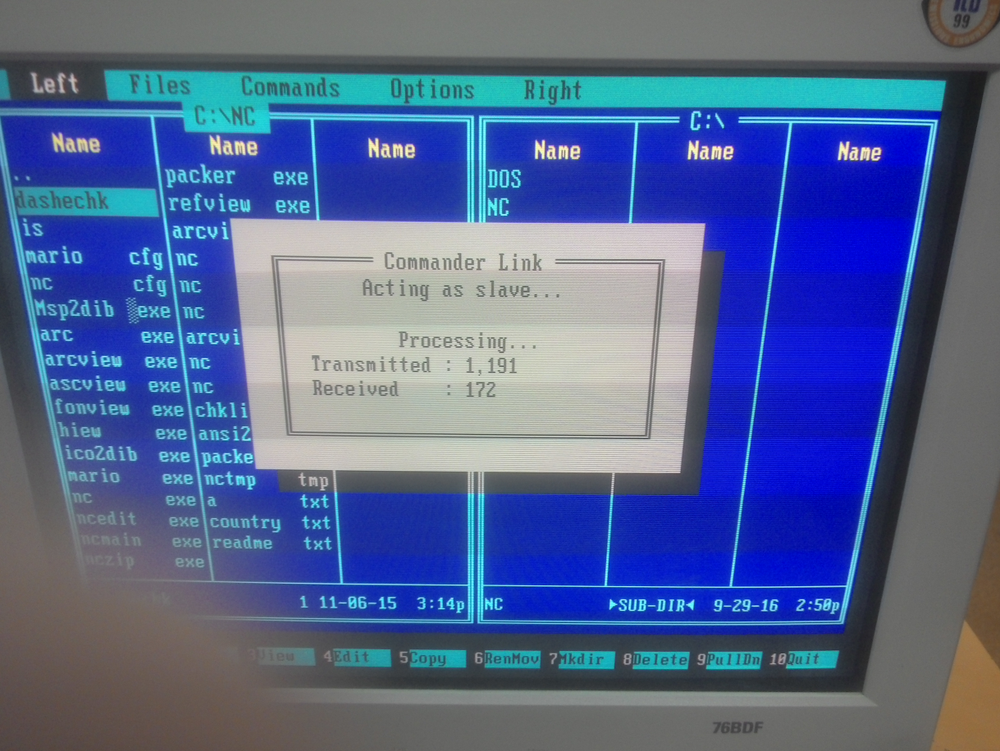 TCO
99
Left Files Commands Options Right
C:\NC C:\
Name Name Name Name Name Name
.. packer exe DOS
dashechk refview exe NC
is arcvi
mario cfg nc
nc cfg nc
Msp2dib exe nc
arc exe arcvi
arcview exe nc
ascview exe nc
fonview exe chkli
hiew exe ansi2
ico2dib exe packe
mario exe nctmp tmp
nc exe a txt
ncedit exe country txt
ncmain exe readme txt
nczip exe
Commander Link
Acting as slave...
Processing...
Transmitted : 1,191
Received : 172
1 11-06-15 3:14p NC ►SUB-DIR◄ 9-29-16 2:50p
3View 4Edit 5Copy 6RenMov 7Mkdir 8Delete 9PullDn 10Quit
76BDF